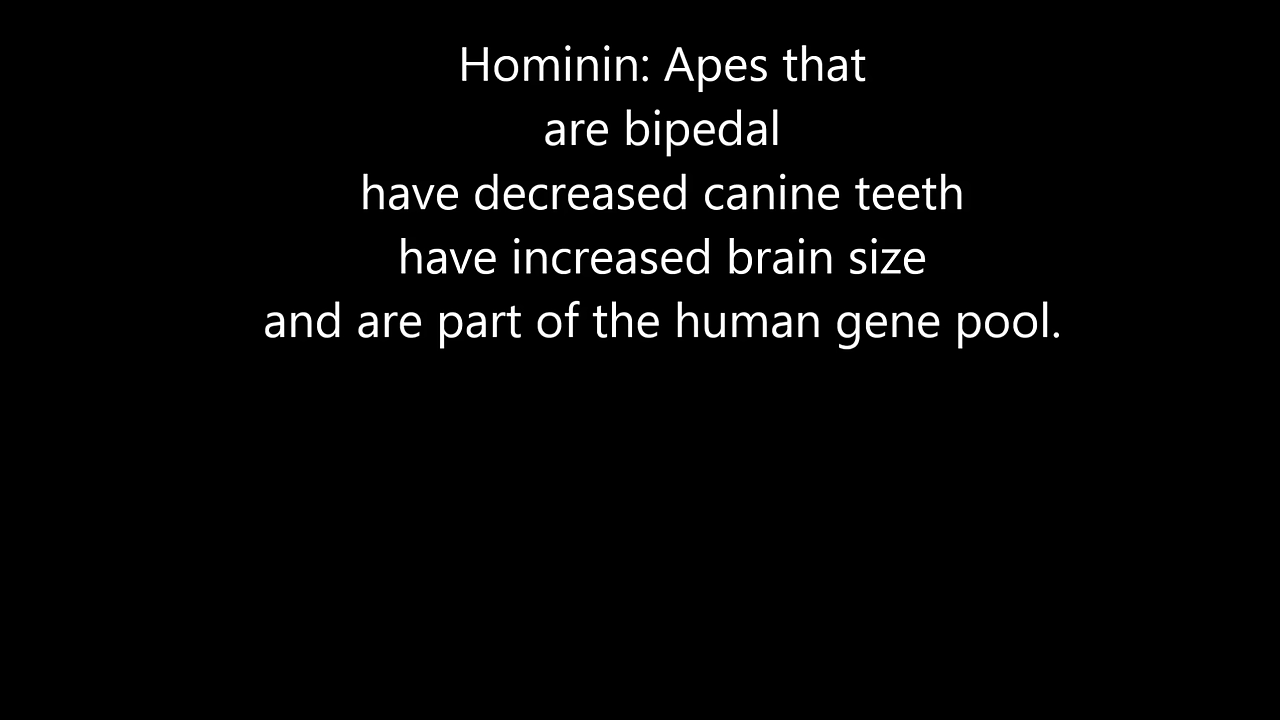 Hominin: Apes that
are bipedal
have decreased canine teeth
have increased brain size
and are part of the human gene pool.